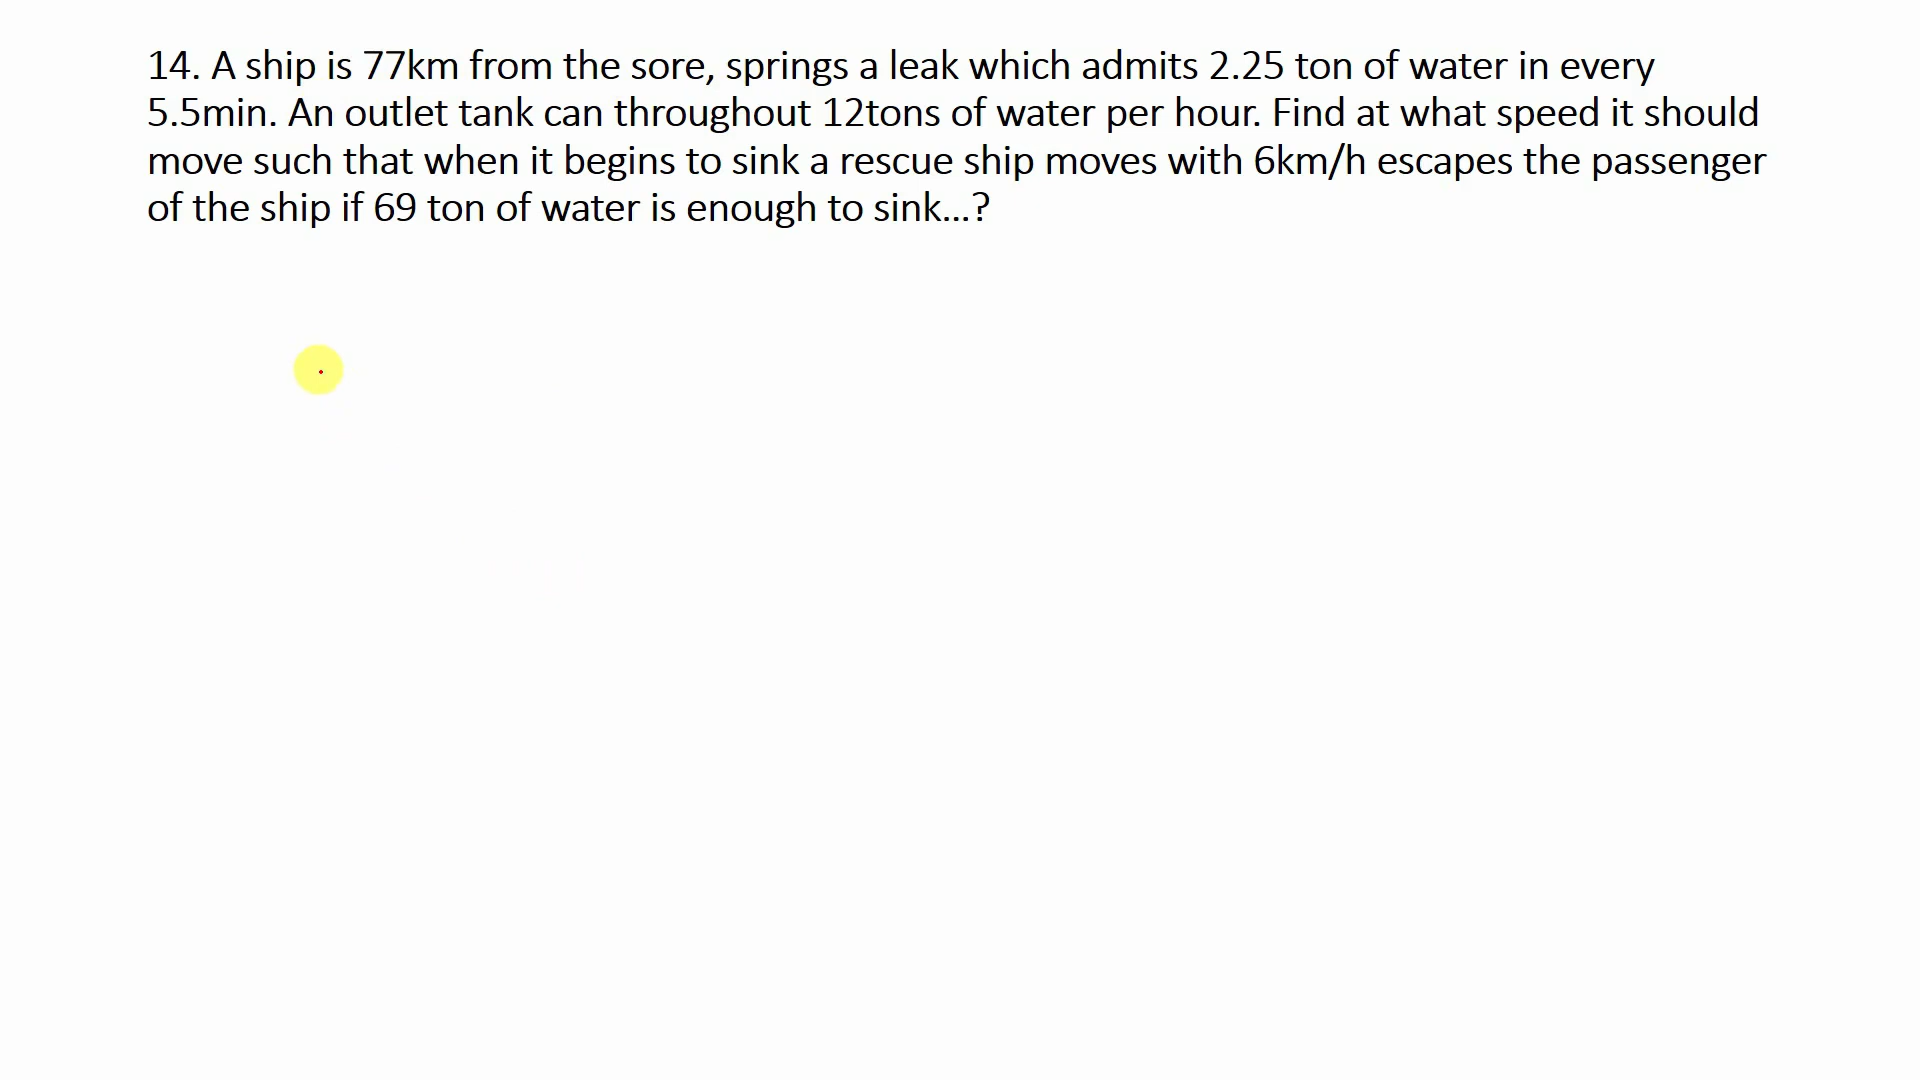 14. A ship is 77km from the sore, springs a leak which admits 2.25 ton of water in every
5.5min. An outlet tank can throughout 12tons of water per hour. Find at what speed it should
move such that when it begins to sink a rescue ship moves with 6km/h escapes the passenger
of the ship if 69 ton of water is enough to sink...?